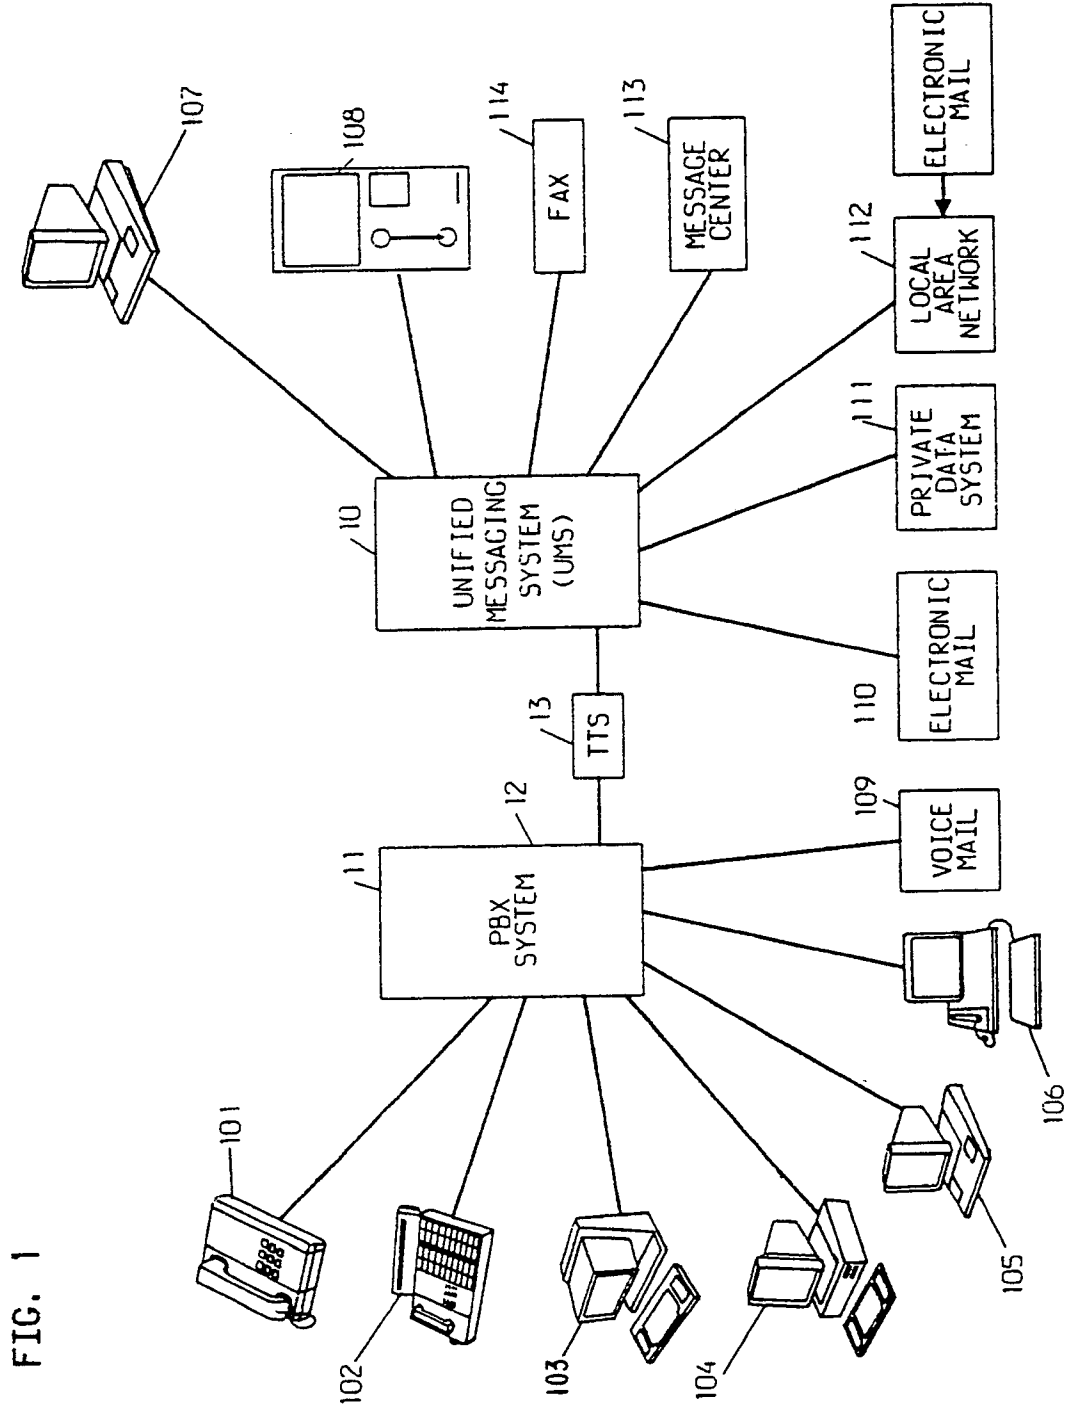 FIG. 1
101
102
103
104
105
106
11
PBX
SYSTEM
12
13
TTS
10
UNIFIED
MESSAGING
SYSTEM
(UMS)
107
108
114
FAX
113
MESSAGE
CENTER
109
VOICE
MAIL
110
ELECTRONIC
MAIL
111
PRIVATE
DATA
SYSTEM
112
LOCAL
AREA
NETWORK
ELECTRONIC
MAIL